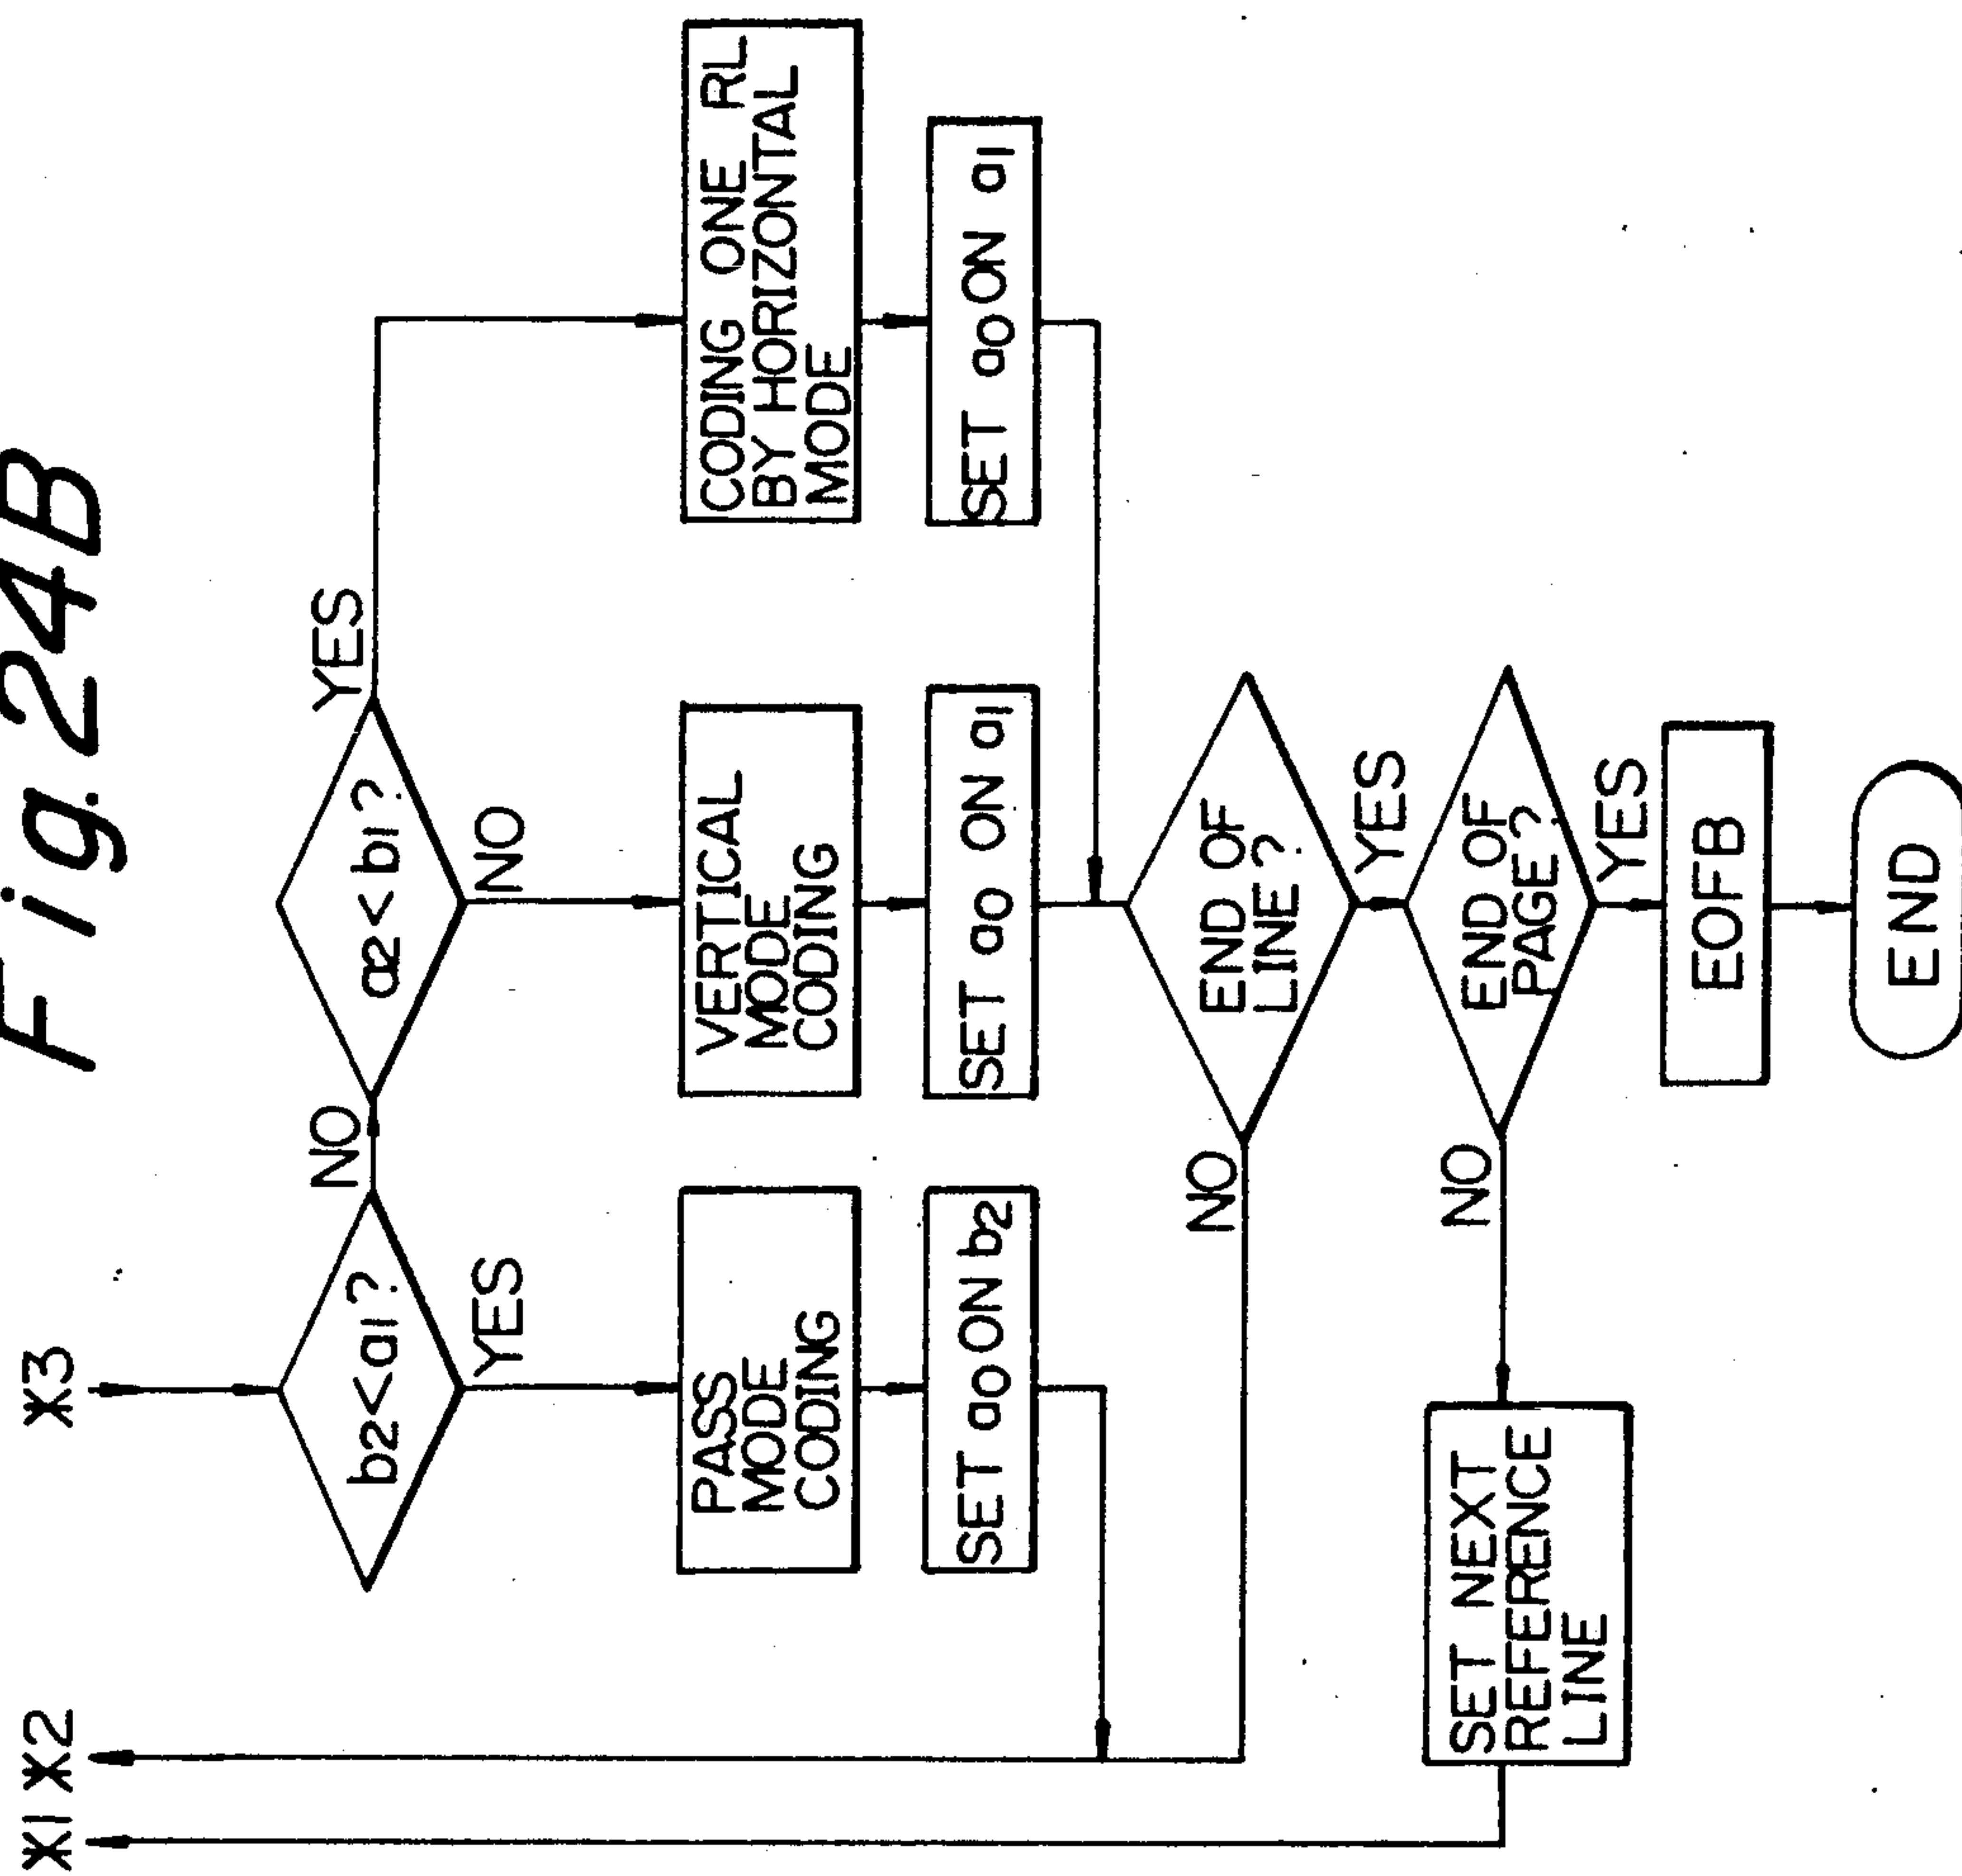 Fig. 24B
*1 *2
*3
b2<a1?
NO
YES
a2<b1?
YES
NO
PASS
MODE
CODING
VERTICAL
MODE
CODING
CODING ONE RL
BY HORIZONTAL
MODE
SET a0 ON b2
SET a0 ON a1
SET a0 ON a1
END OF
LINE?
NO
YES
END OF
PAGE?
NO
YES
SET NEXT
REFERENCE
LINE
EOFB
END